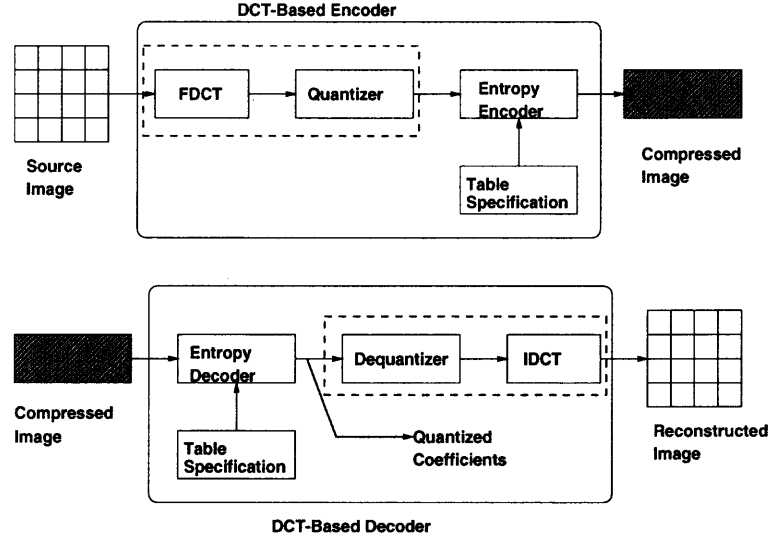 DCT-Based Encoder
FDCT
Quantizer
Entropy
Encoder
Source
Image
Compressed
Image
Table
Specification
Entropy
Decoder
Dequantizer
IDCT
Compressed
Image
Table
Specification
Quantized
Coefficients
Reconstructed
Image
DCT-Based Decoder